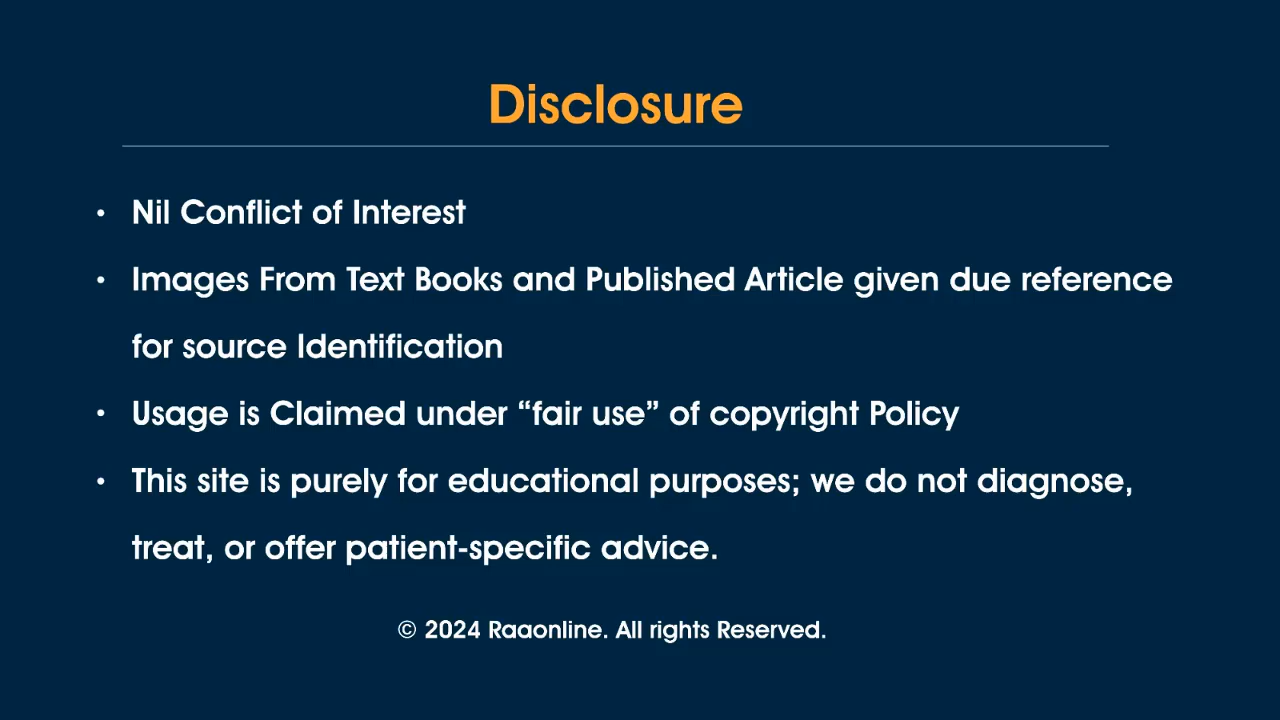 Disclosure
• Nil Conflict of Interest
• Images From Text Books and Published Article given due reference
for source Identification
• Usage is Claimed under “fair use” of copyright Policy
• This site is purely for educational purposes; we do not diagnose,
treat, or offer patient-specific advice.
© 2024 Raaonline. All rights Reserved.